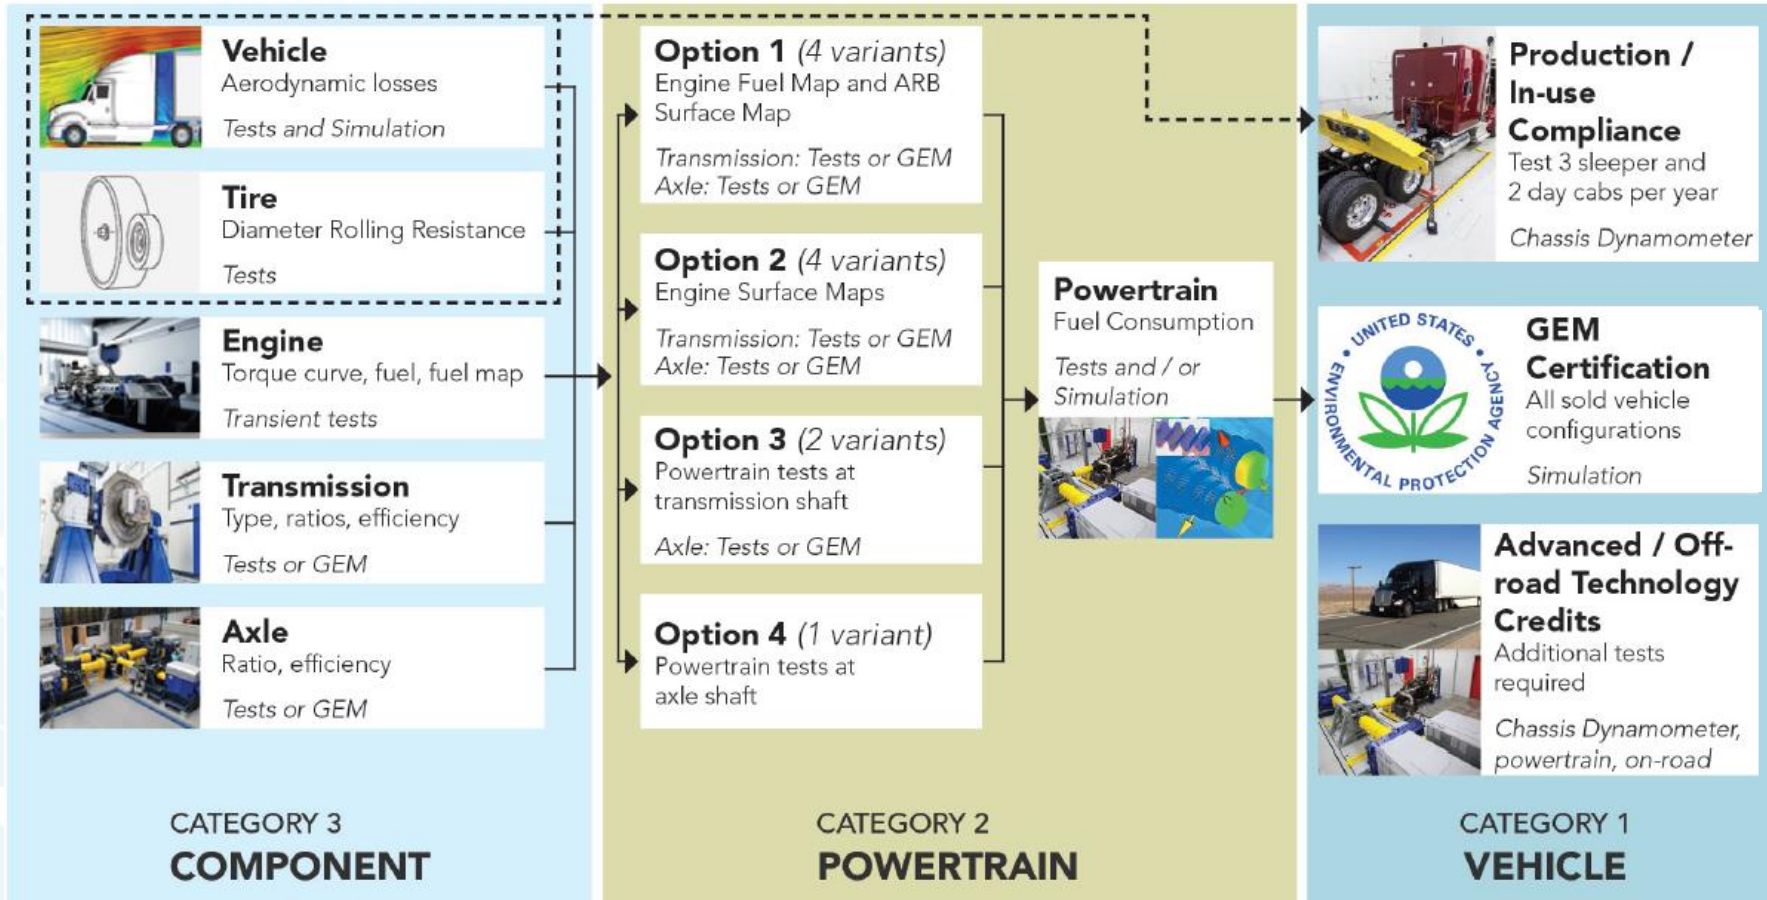 Vehicle
Aerodynamic losses
Tests and Simulation
Tire
Diameter Rolling Resistance
Tests
Engine
Torque curve, fuel, fuel map
Transient tests
Transmission
Type, ratios, efficiency
Tests or GEM
Axle
Ratio, efficiency
Tests or GEM
CATEGORY 3
COMPONENT
Option 1 (4 variants)
Engine Fuel Map and ARB
Surface Map
Transmission: Tests or GEM
Axle: Tests or GEM
Option 2 (4 variants)
Engine Surface Maps
Transmission: Tests or GEM
Axle: Tests or GEM
Option 3 (2 variants)
Powertrain tests at
transmission shaft
Axle: Tests or GEM
Option 4 (1 variant)
Powertrain tests at
axle shaft
Powertrain
Fuel Consumption
Tests and / or
Simulation
CATEGORY 2
POWERTRAIN
Production /
In-use
Compliance
Test 3 sleeper and
2 day cabs per year
Chassis Dynamometer
UNITED STATES
ENVIRONMENTAL PROTECTION AGENCY
GEM
Certification
All sold vehicle
configurations
Simulation
Advanced / Off-
road Technology
Credits
Additional tests
required
Chassis Dynamometer,
powertrain, on-road
CATEGORY 1
VEHICLE